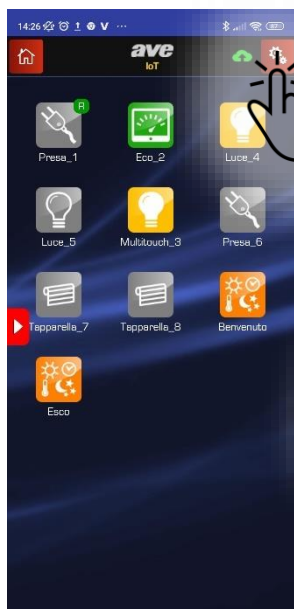 14:26
ave
IoT
R
Presa_1
Eco_2
Luce_4
Luce_5
Multitouch_3
Presa_6
Tapparella_7
Tapparella_8
Benvenuto
Esco